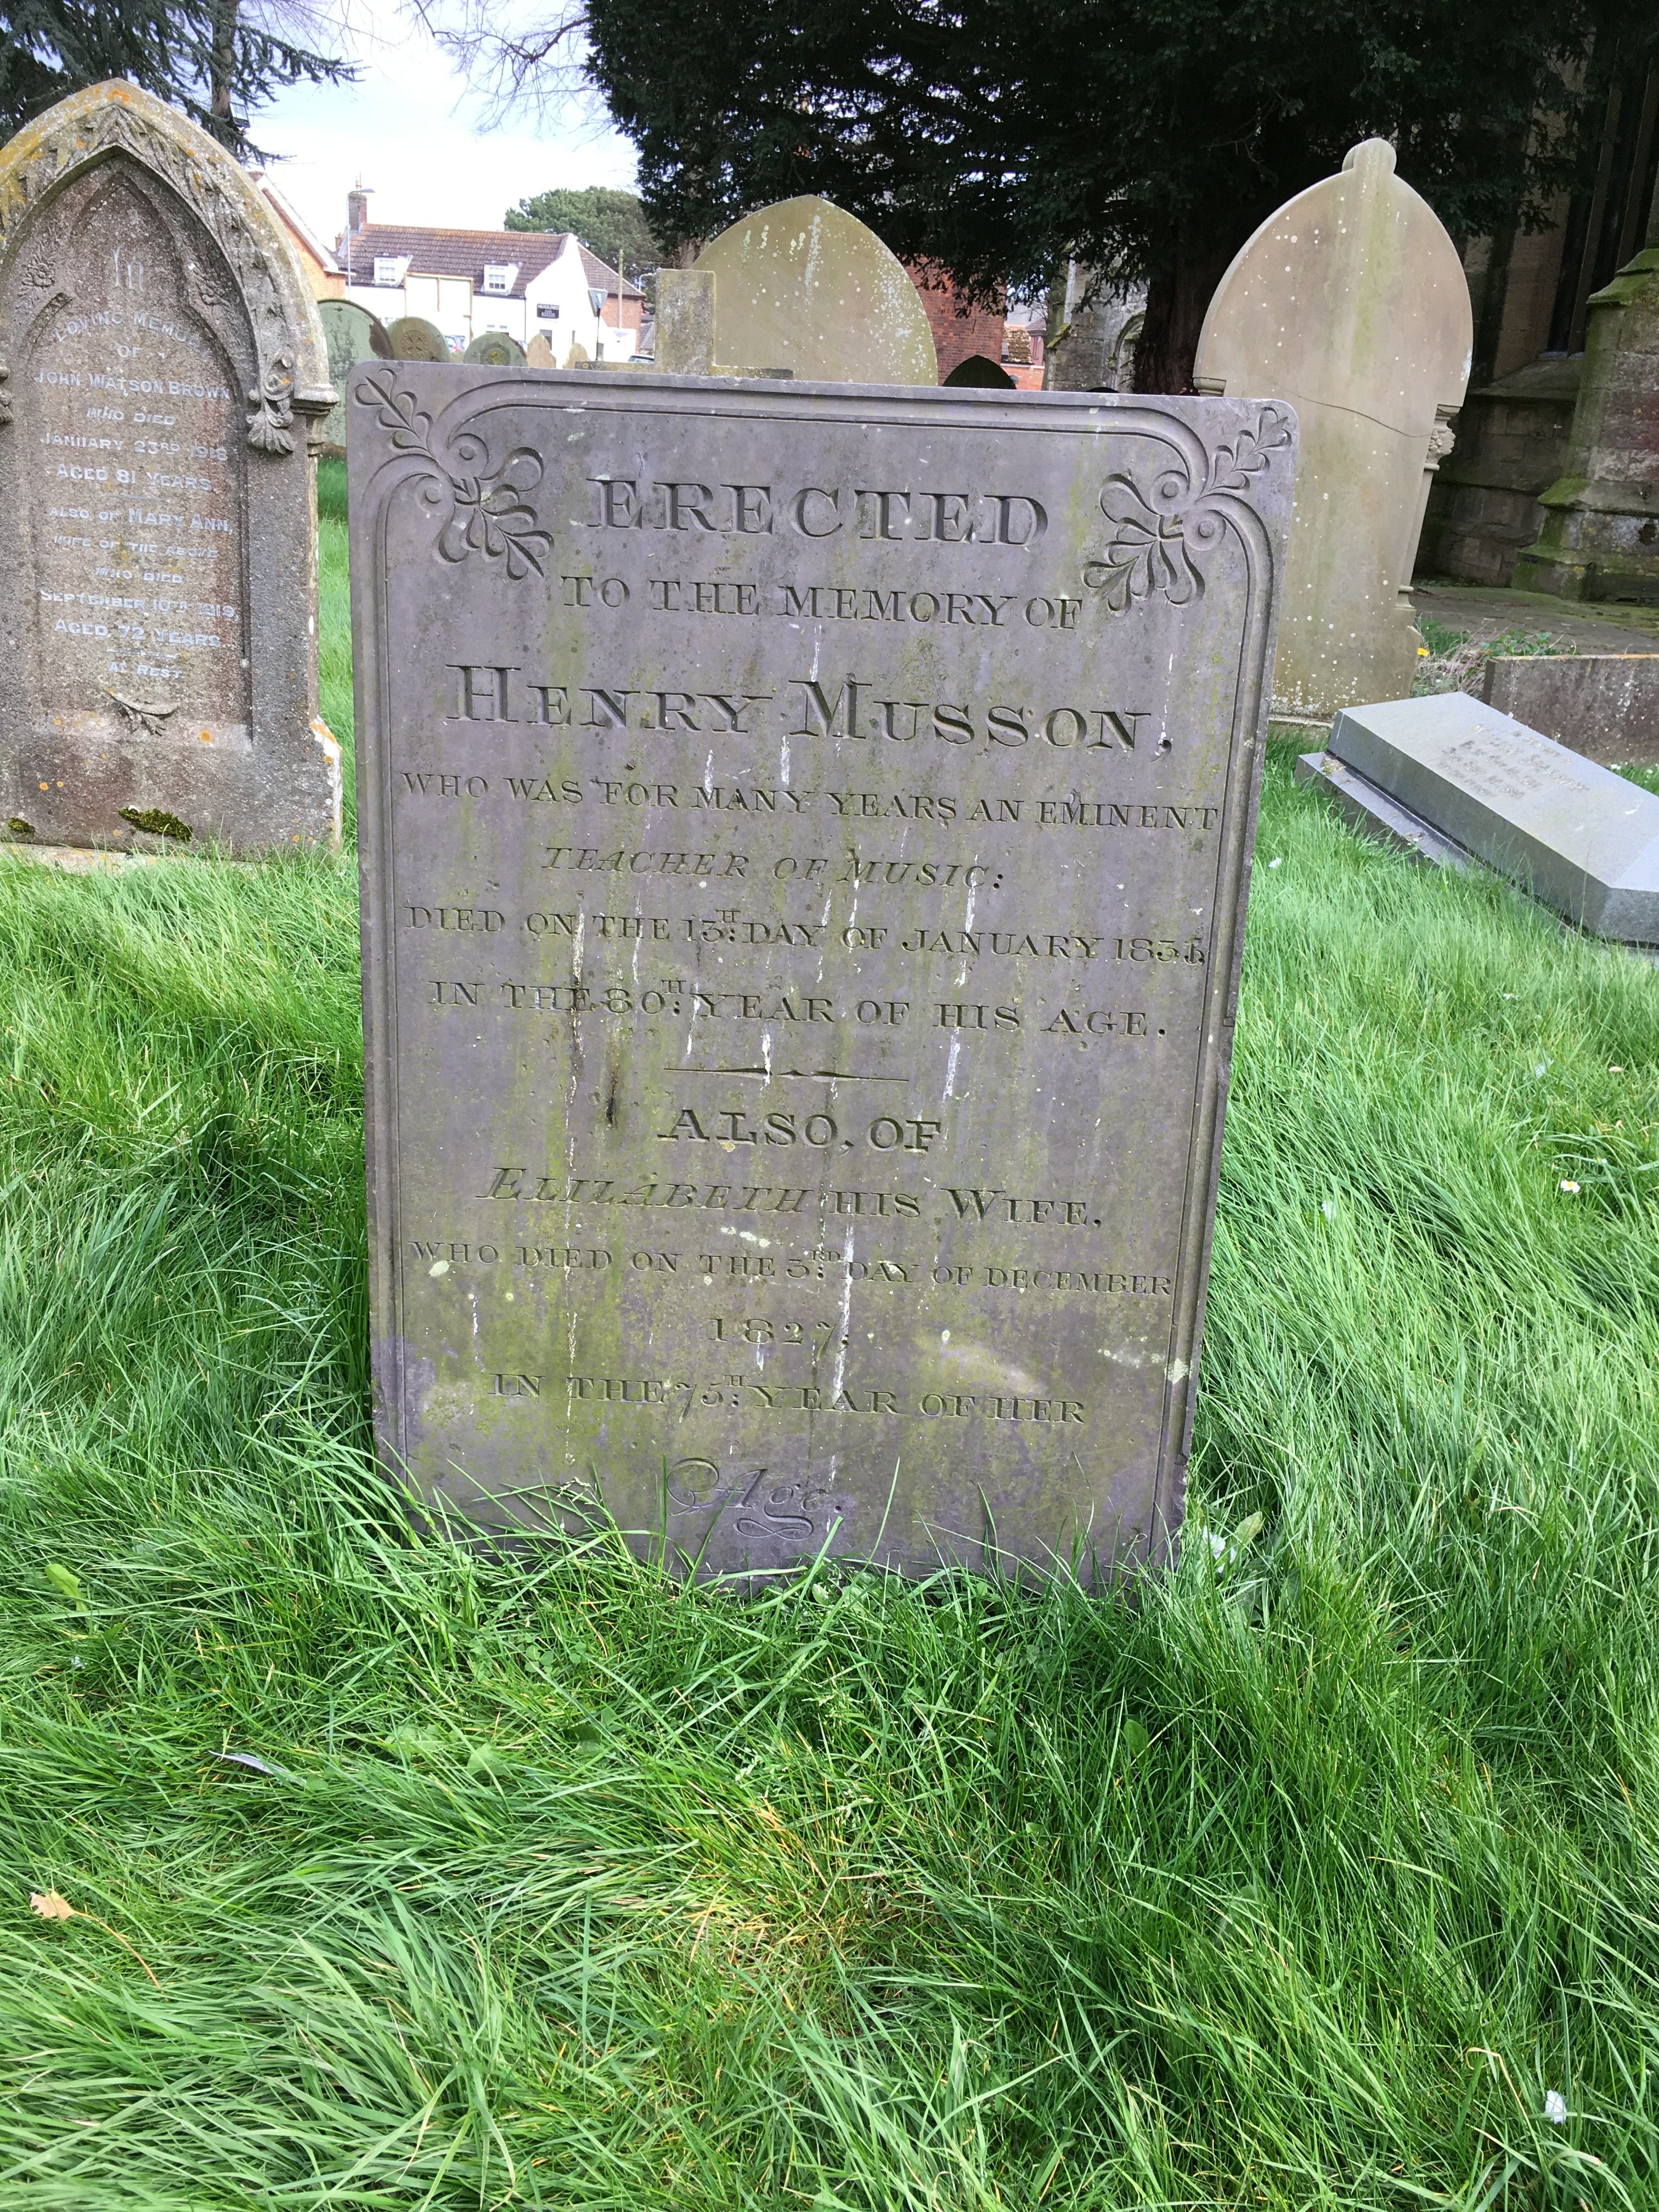 In
LOVING MEMORY
OF
JOHN WATSON BROWN
WHO DIED
JANUARY 23RD 1918
AGED 81 YEARS.
ALSO OF MARY ANN,
WIFE OF THE ABOVE
WHO DIED
SEPTEMBER 10TH 1919,
AGED 72 YEARS.
AT REST
ERECTED
TO THE MEMORY OF
HENRY MUSSON,
WHO WAS FOR MANY YEARS AN EMINENT
TEACHER OF MUSIC:
DIED ON THE 13TH DAY OF JANUARY
IN THE 80TH YEAR OF HIS AGE.
ALSO, OF
ELILABETH HIS WIFE,
WHO DIED ON THE 3RD DAY OF DECEMBER
1827,
IN THE 75TH YEAR OF HER
Age.